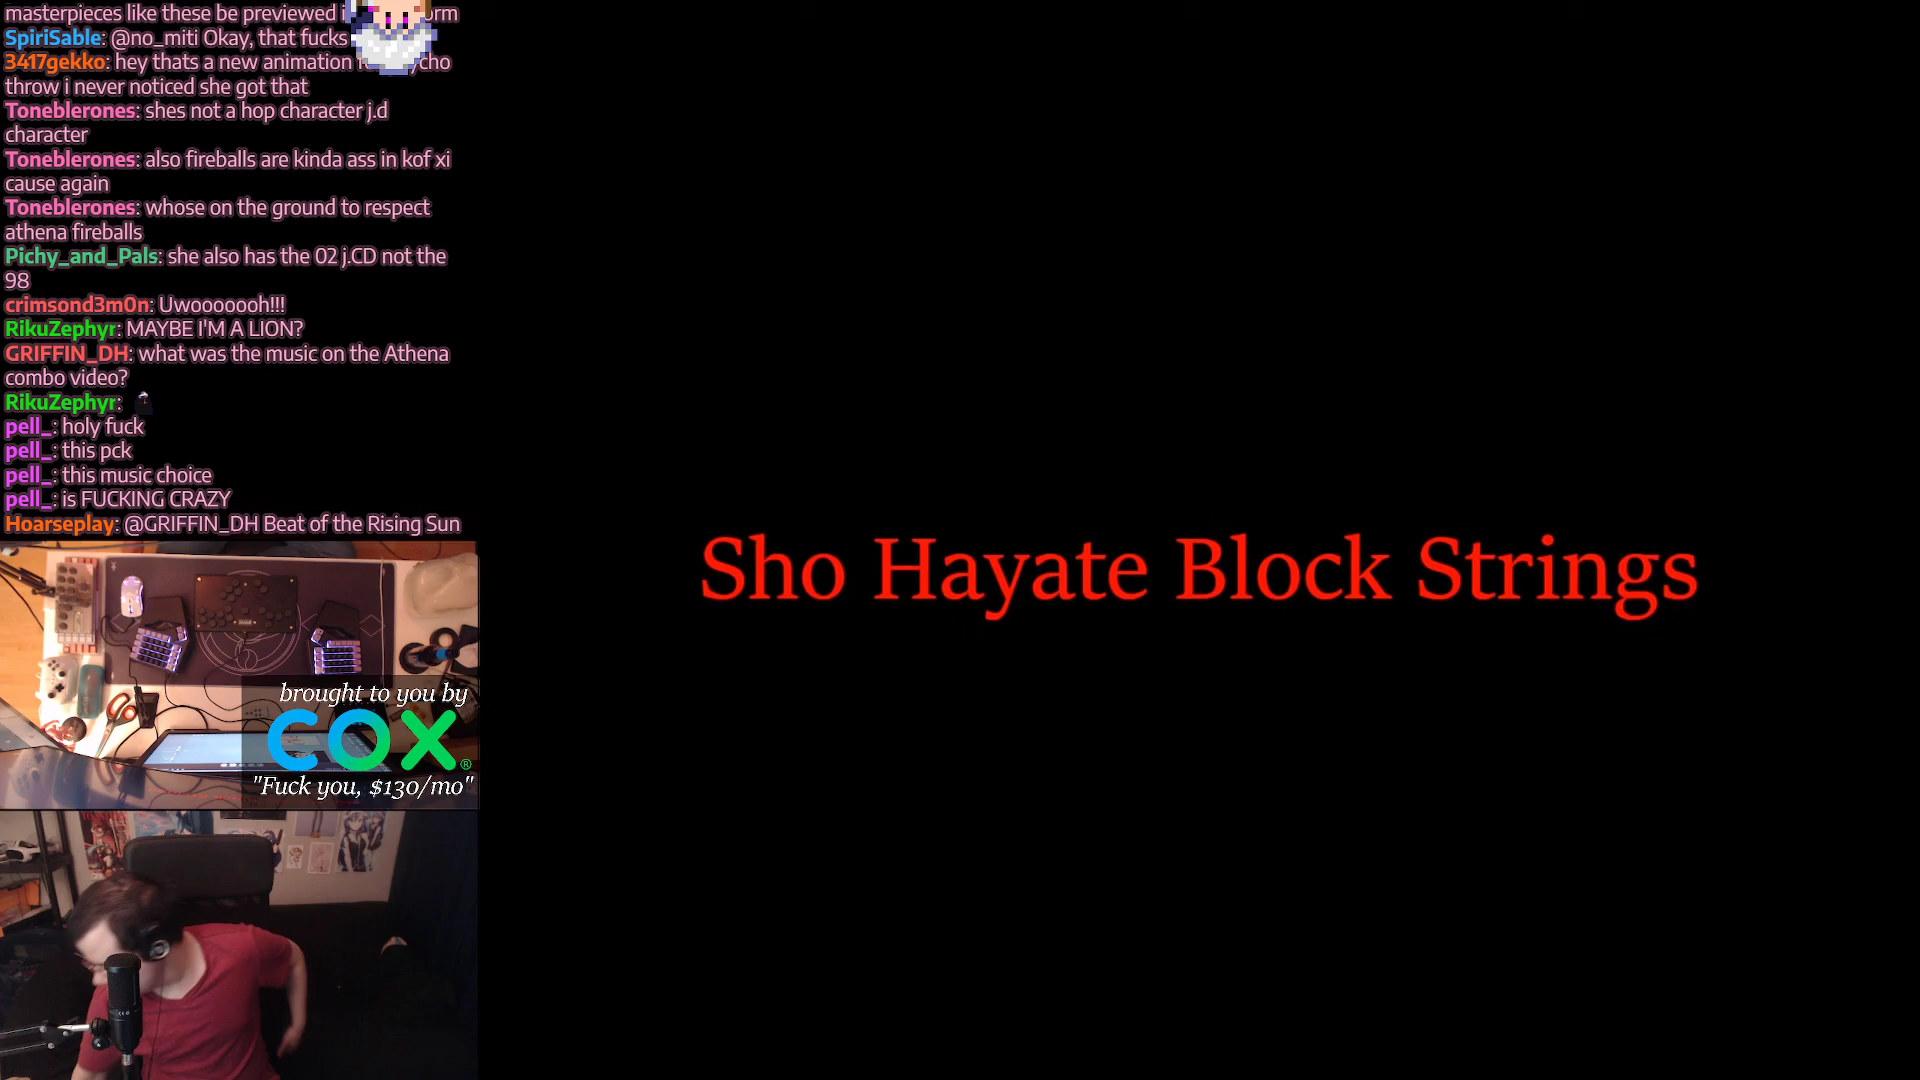 masterpieces like these be previewed
SpiriSable: @no_miti Okay, that fucks
3417gekko: hey thats a new animation
throw i never noticed she got that
Toneblerones: shes not a hop character j.d
character
Toneblerones: also fireballs are kinda ass in kof xi
cause again
Toneblerones: whose on the ground to respect
athena fireballs
Pichy_and_Pals: she also has the 02 j.CD not the
98
crimsond3m0n: Uwooooooh!!!
RikuZephyr: MAYBE I'M A LION?
GRIFFIN_DH: what was the music on the Athena
combo video?
RikuZephyr:
pell_: holy fuck
pell_: this pck
pell_: this music choice
pell_: is FUCKING CRAZY
Hoarseplay: @GRIFFIN_DH Beat of the Rising Sun
Sho Hayate Block Strings
brought to you by
COX®
"Fuck you, $130/mo"